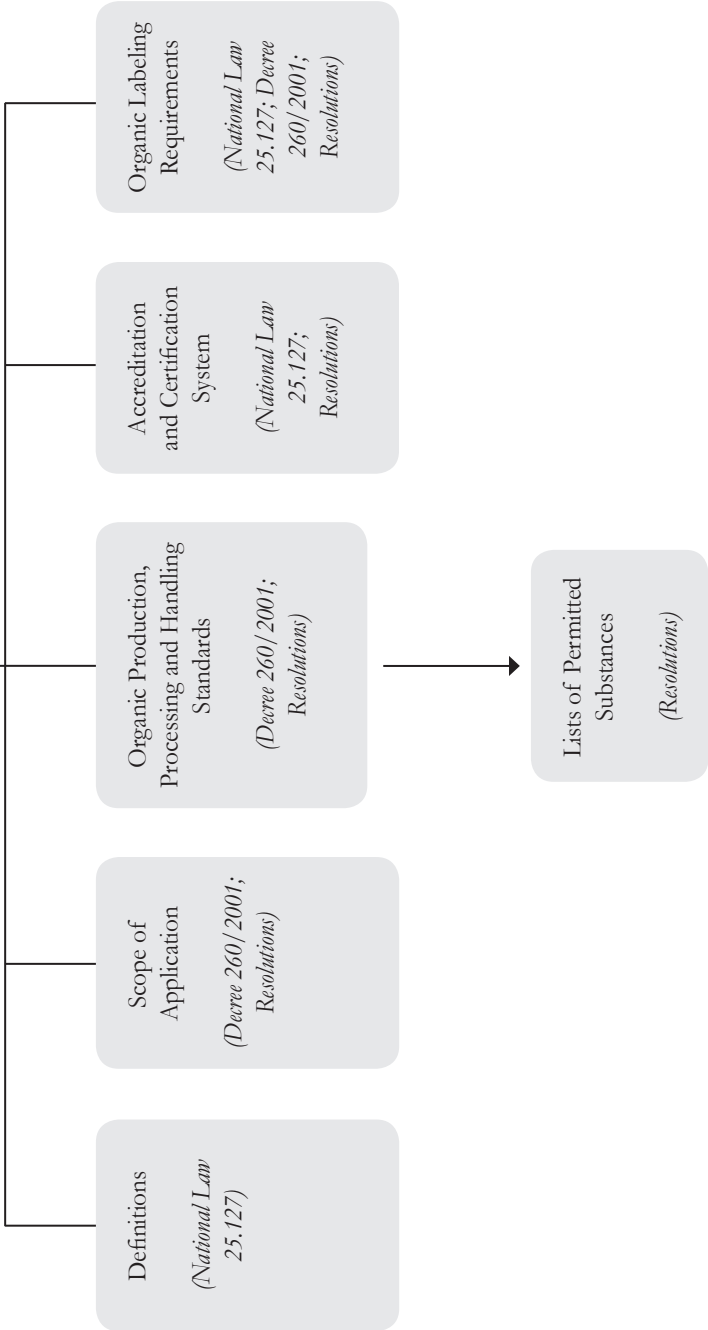 Definitions
(National Law
25.127)
Scope of
Application
(Decree 260/2001;
Resolutions)
Organic Production,
Processing and Handling
Standards
(Decree 260/2001;
Resolutions)
Accreditation
and Certification
System
(National Law
25.127;
Resolutions)
Organic Labeling
Requirements
(National Law
25.127; Decree
260/2001;
Resolutions)
Lists of Permitted
Substances
(Resolutions)